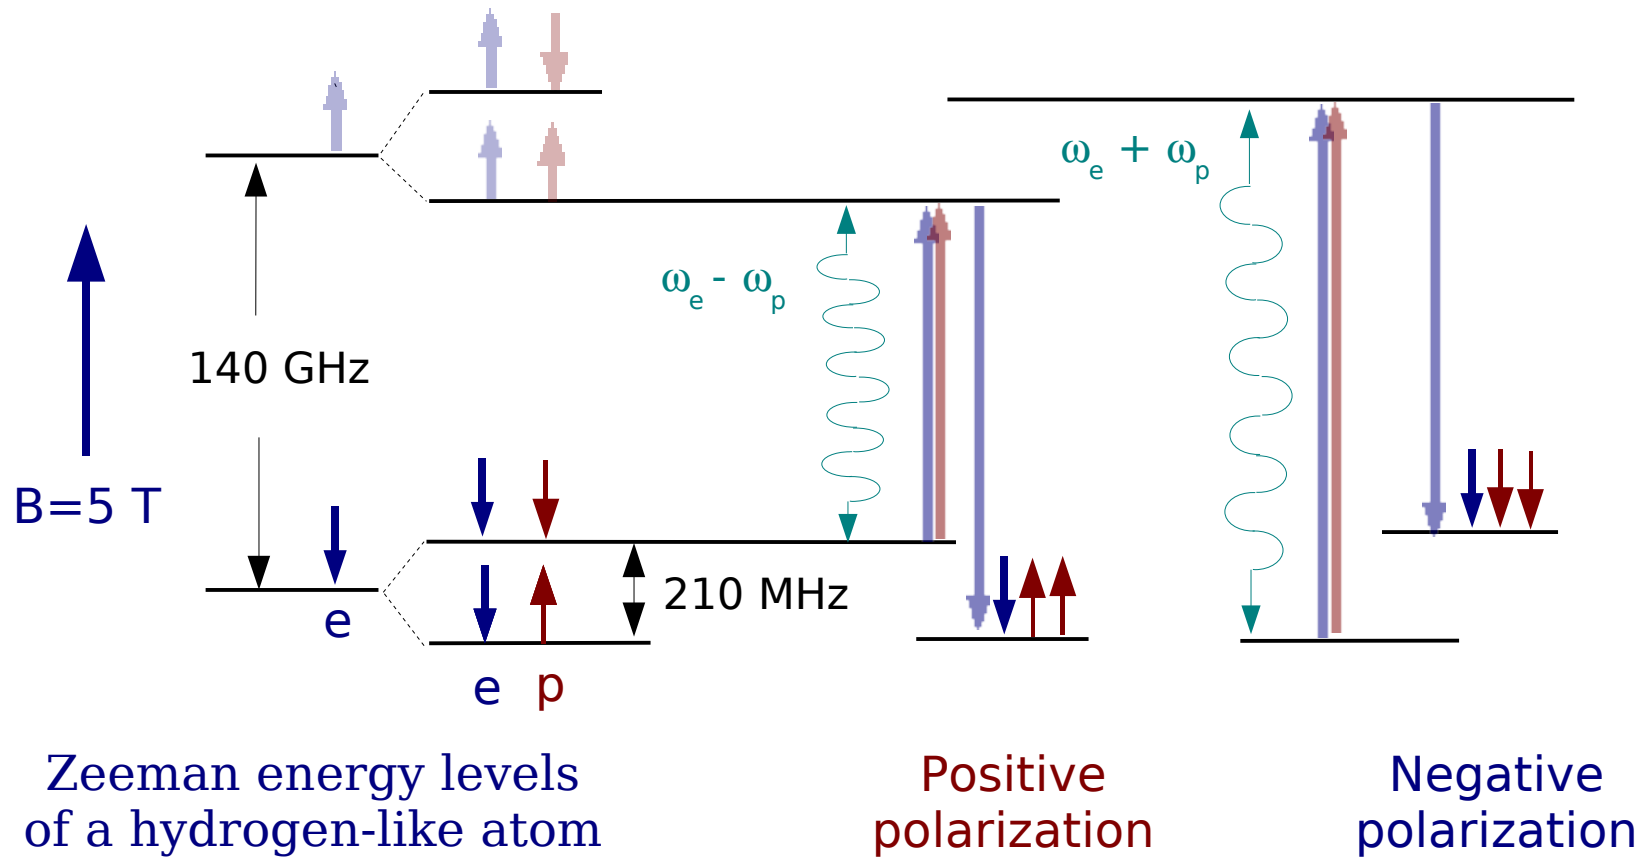 ωe + ωp
ωe - ωp
140 GHz
B=5 T
210 MHz
e
e p
Zeeman energy levels
of a hydrogen-like atom
Positive
polarization
Negative
polarization